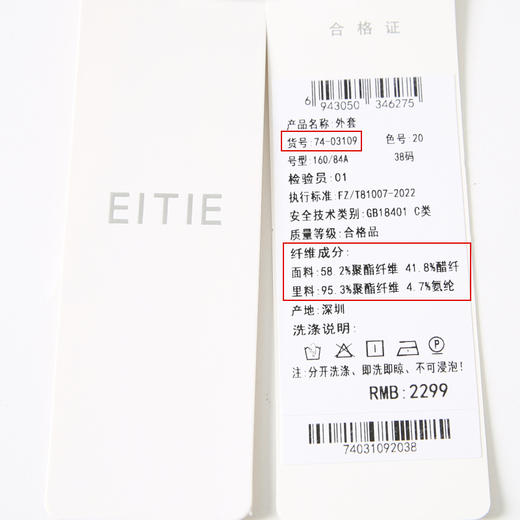 EITIE
合格证
6 943050 346275
产品名称:外套
货号:74-03109 色号:20
号型:160/84A 38码
检验员:01
执行标准:FZ/T81007-2022
安全技术类别:GB18401 C类
质量等级:合格品
纤维成分:
面料:58.2%聚酯纤维 41.8%醋纤
里料:95.3%聚酯纤维 4.7%氨纶
产地:深圳
洗涤说明:
注:分开洗涤、即洗即晾、不可浸泡!
RMB:2299
74031092038